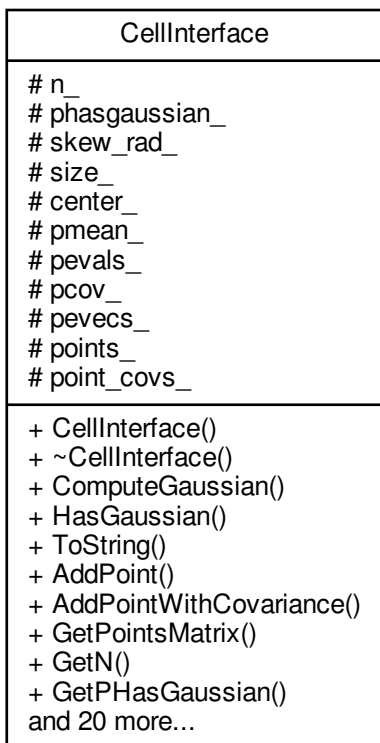 CellInterface
# n_
# phasgaussian_
# skew_rad_
# size_
# center_
# pmean_
# pevals_
# pcov_
# pevecs_
# points_
# point_covs_
+ CellInterface()
+ ~CellInterface()
+ ComputeGaussian()
+ HasGaussian()
+ ToString()
+ AddPoint()
+ AddPointWithCovariance()
+ GetPointsMatrix()
+ GetN()
+ GetPHasGaussian()
and 20 more...